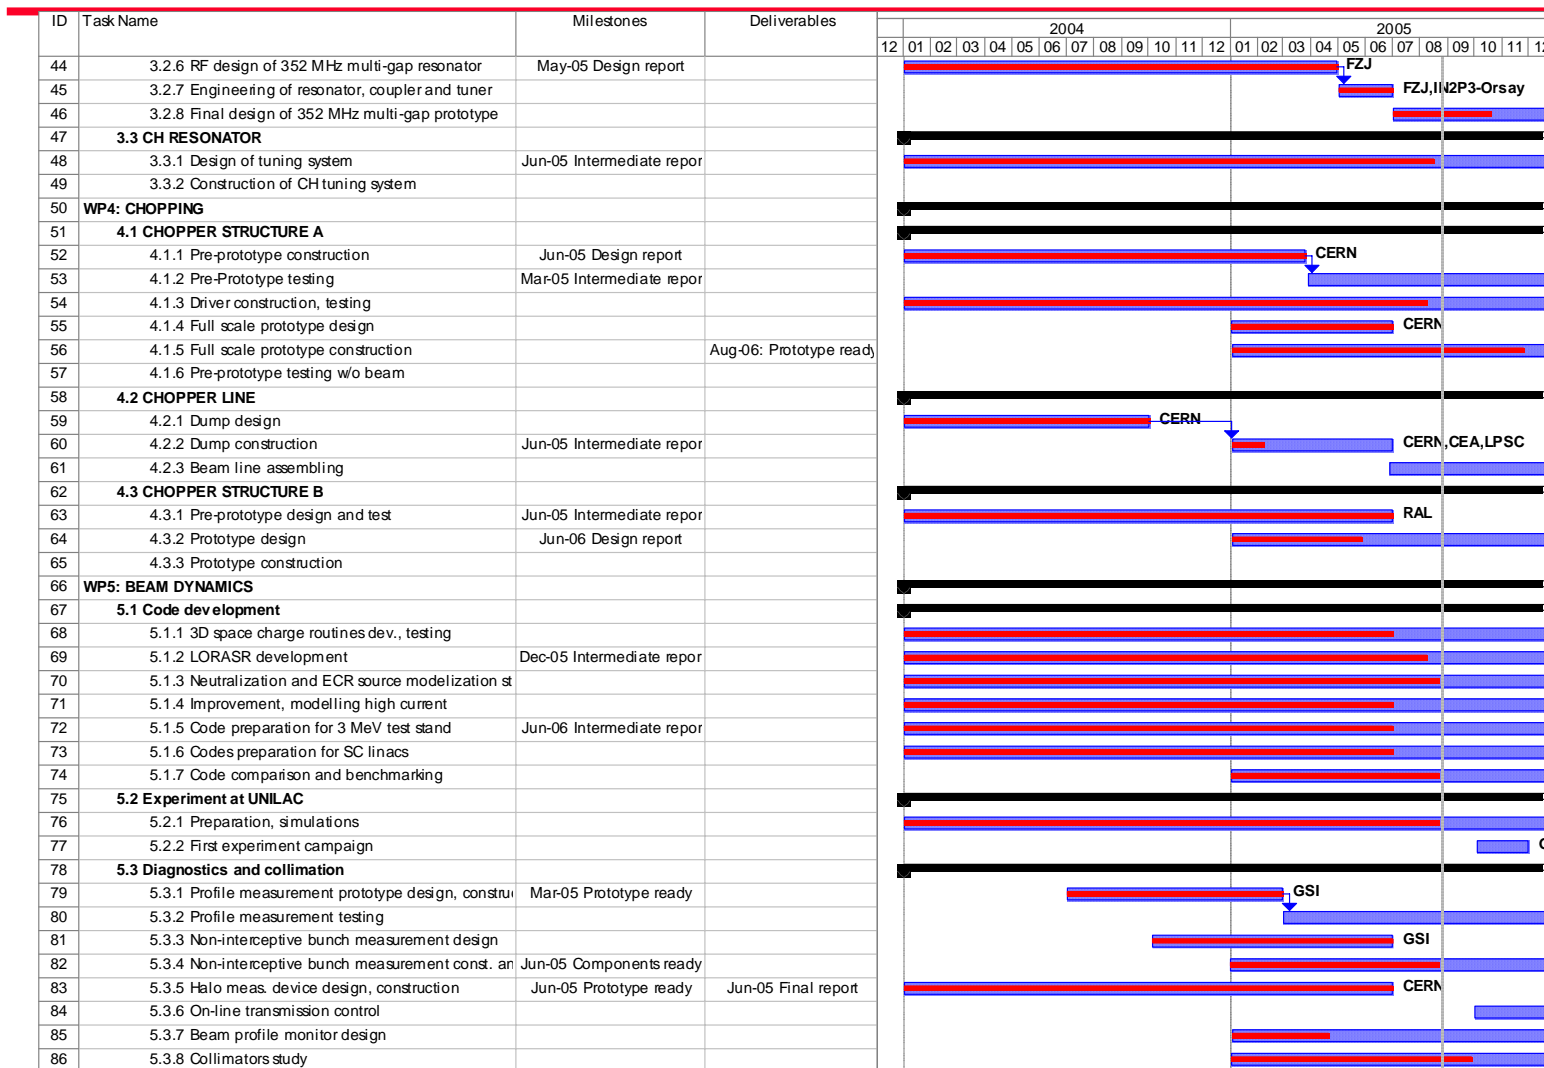 ID Task Name Milestones Deliverables 2004 2005
12 01 02 03 04 05 06 07 08 09 10 11 12 01 02 03 04 05 06 07 08 09 10 11 12
44 3.2.6 RF design of 352 MHz multi-gap resonator May-05 Design report FZJ
45 3.2.7 Engineering of resonator, coupler and tuner FZJ,IN2P3-Orsay
46 3.2.8 Final design of 352 MHz multi-gap prototype
47 3.3 CH RESONATOR
48 3.3.1 Design of tuning system Jun-05 Intermediate repor
49 3.3.2 Construction of CH tuning system
50 WP4: CHOPPING
51 4.1 CHOPPER STRUCTURE A
52 4.1.1 Pre-prototype construction Jun-05 Design report CERN
53 4.1.2 Pre-Prototype testing Mar-05 Intermediate repor
54 4.1.3 Driver construction, testing
55 4.1.4 Full scale prototype design CERN
56 4.1.5 Full scale prototype construction Aug-06: Prototype ready
57 4.1.6 Pre-prototype testing w/o beam
58 4.2 CHOPPER LINE
59 4.2.1 Dump design CERN
60 4.2.2 Dump construction Jun-05 Intermediate repor CERN,CEA,LPSC
61 4.2.3 Beam line assembling
62 4.3 CHOPPER STRUCTURE B
63 4.3.1 Pre-prototype design and test Jun-05 Intermediate repor RAL
64 4.3.2 Prototype design Jun-06 Design report
65 4.3.3 Prototype construction
66 WP5: BEAM DYNAMICS
67 5.1 Code development
68 5.1.1 3D space charge routines dev., testing
69 5.1.2 LORASR development Dec-05 Intermediate repor
70 5.1.3 Neutralization and ECR source modelization st
71 5.1.4 Improvement, modelling high current
72 5.1.5 Code preparation for 3 MeV test stand Jun-06 Intermediate repor
73 5.1.6 Codes preparation for SC linacs
74 5.1.7 Code comparison and benchmarking
75 5.2 Experiment at UNILAC
76 5.2.1 Preparation, simulations
77 5.2.2 First experiment campaign
78 5.3 Diagnostics and collimation
79 5.3.1 Profile measurement prototype design, constru Mar-05 Prototype ready GSI
80 5.3.2 Profile measurement testing
81 5.3.3 Non-interceptive bunch measurement design GSI
82 5.3.4 Non-interceptive bunch measurement const. an Jun-05 Components ready
83 5.3.5 Halo meas. device design, construction Jun-05 Prototype ready Jun-05 Final report CERN
84 5.3.6 On-line transmission control
85 5.3.7 Beam profile monitor design
86 5.3.8 Collimators study